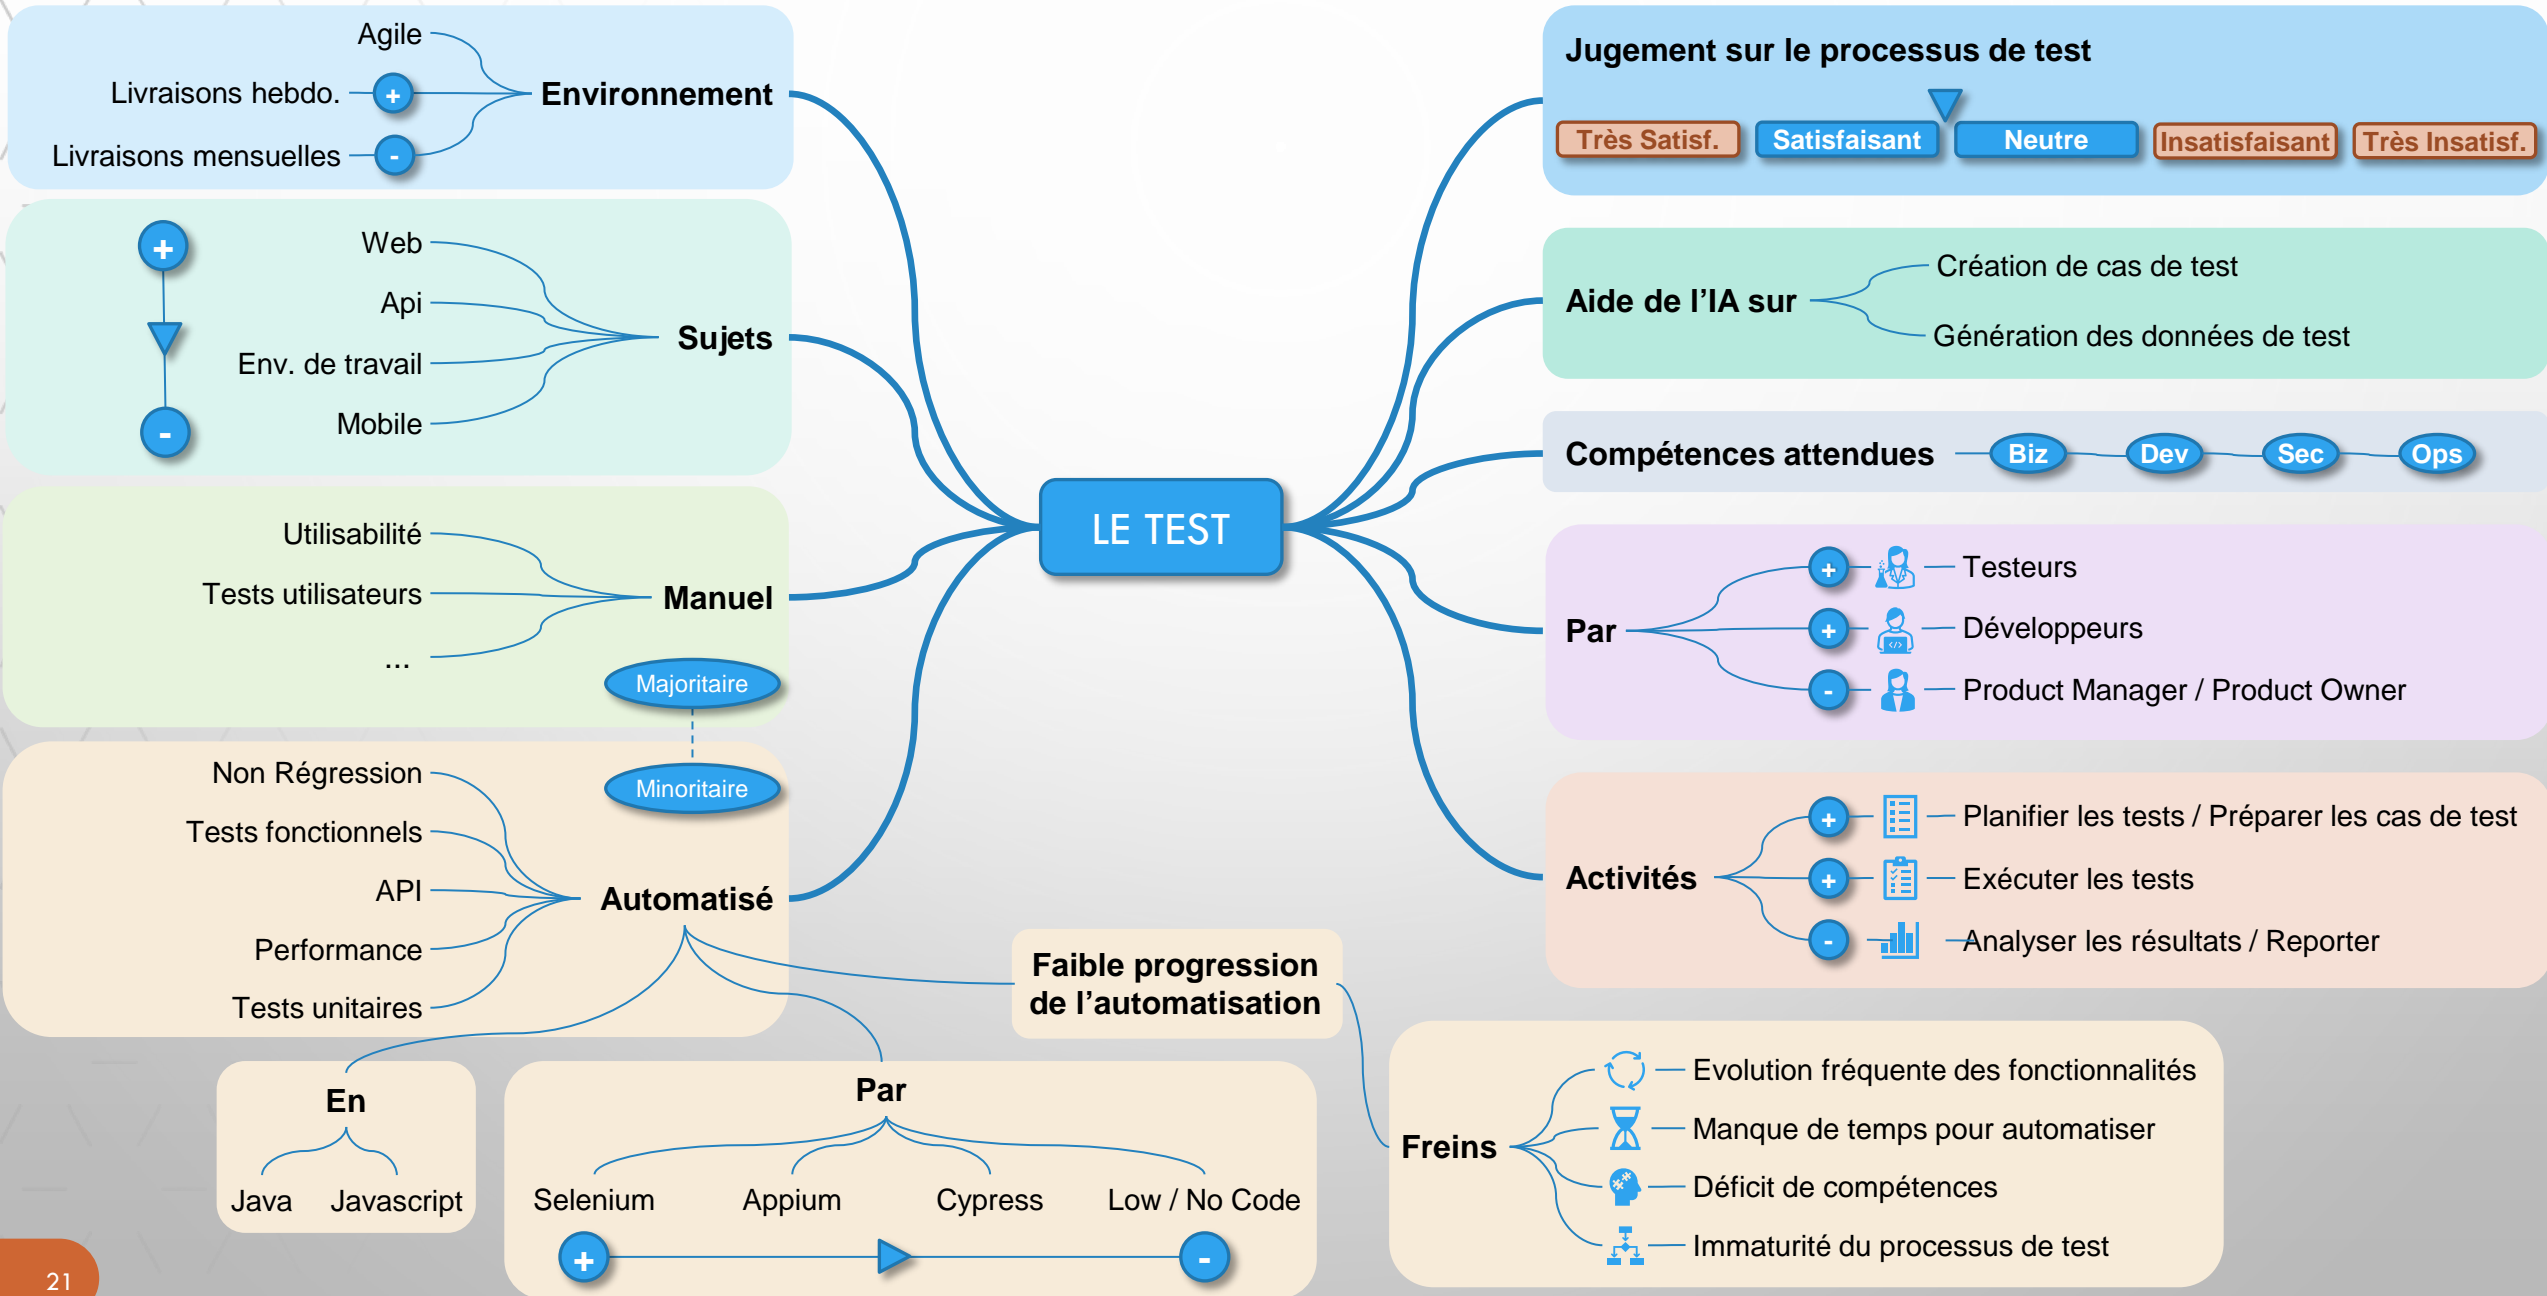 Agile
Livraisons hebdo.
+
Livraisons mensuelles
-
Environnement
+
-
Web
Api
Env. de travail
Mobile
Sujets
Utilisabilité
Tests utilisateurs
...
Manuel
Majoritaire
Minoritaire
Non Régression
Tests fonctionnels
API
Performance
Tests unitaires
Automatisé
En
Java
Javascript
Par
Selenium
Appium
Cypress
Low / No Code
+
-
Faible progression
de l’automatisation
Freins
Evolution fréquente des fonctionnalités
Manque de temps pour automatiser
Déficit de compétences
Immaturité du processus de test
LE TEST
Jugement sur le processus de test
Très Satisf.
Satisfaisant
Neutre
Insatisfaisant
Très Insatisf.
Aide de l’IA sur
Création de cas de test
Génération des données de test
Compétences attendues
Biz
Dev
Sec
Ops
Par
+
Testeurs
+
Développeurs
-
Product Manager / Product Owner
Activités
+
Planifier les tests / Préparer les cas de test
+
Exécuter les tests
-
Analyser les résultats / Reporter
21